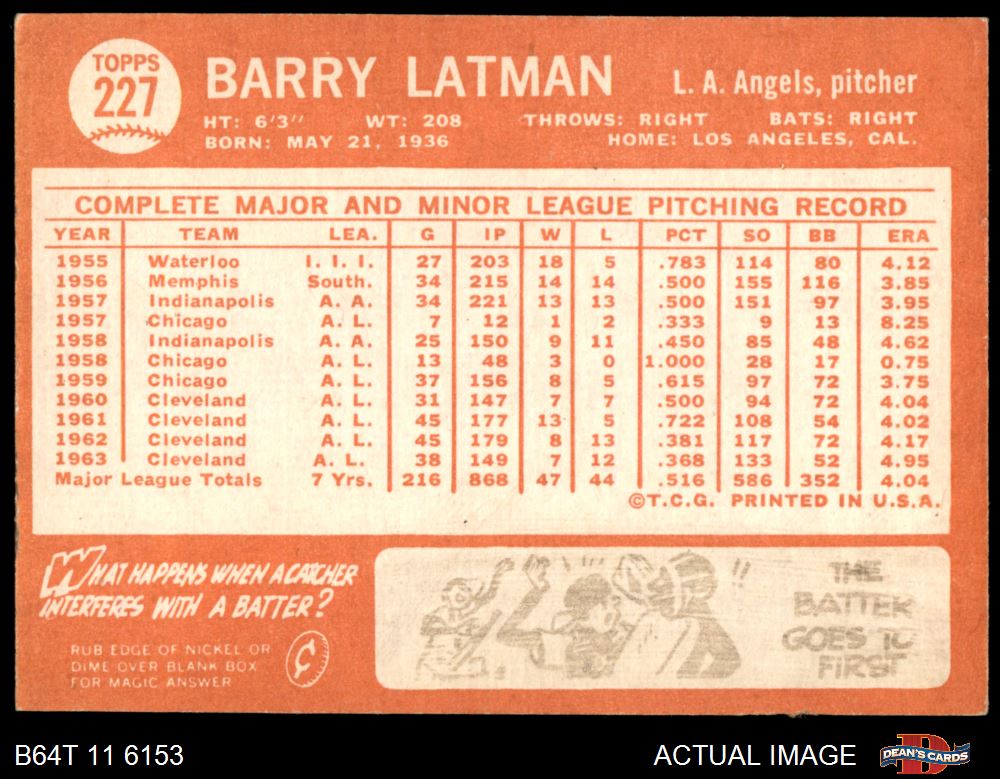 TOPPS
227
BARRY LATMAN
L. A. Angels, pitcher
HT: 6'3" WT: 208 THROWS: RIGHT BATS: RIGHT
BORN: MAY 21, 1936 HOME: LOS ANGELES, CAL.
COMPLETE MAJOR AND MINOR LEAGUE PITCHING RECORD
YEAR TEAM LEA. G IP W L PCT SO BB ERA
1955 Waterloo I. I. I. 27 203 18 5 .783 114 80 4.12
1956 Memphis South. 34 215 14 14 .500 155 116 3.85
1957 Indianapolis A. A. 34 221 13 13 .500 151 97 3.95
1957 Chicago A. L. 7 12 1 2 .333 9 13 8.25
1958 Indianapolis A. A. 25 150 9 11 .450 85 48 4.62
1958 Chicago A. L. 13 48 3 0 1.000 28 17 0.75
1959 Chicago A. L. 37 156 8 5 .615 97 72 3.75
1960 Cleveland A. L. 31 147 7 7 .500 94 72 4.04
1961 Cleveland A. L. 45 177 13 5 .722 108 54 4.02
1962 Cleveland A. L. 45 179 8 13 .381 117 72 4.17
1963 Cleveland A. L. 38 149 7 12 .368 133 52 4.95
Major League Totals 7 Yrs. 216 868 47 44 .516 586 352 4.04
©T.C.G. PRINTED IN U.S.A.
WHAT HAPPENS WHEN A CATCHER
INTERFERES WITH A BATTER?
RUB EDGE OF NICKEL OR
DIME OVER BLANK BOX
FOR MAGIC ANSWER
¢
!!
THE
BATTER
GOES TO
FIRST
B64T 11 6153
ACTUAL IMAGE
DEAN'S CARDS